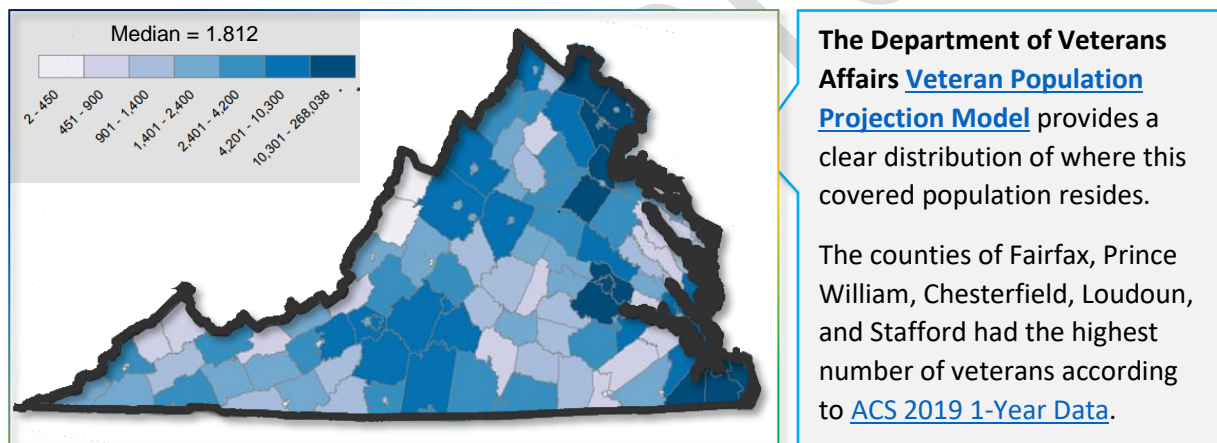 Median = 1.812
2 - 450
451 - 900
901 - 1,400
1.401 - 2,400
2.401 - 4,200
4,201 - 10,300
10,301 - 268,038
The Department of Veterans
Affairs Veteran Population
Projection Model provides a
clear distribution of where this
covered population resides.
The counties of Fairfax, Prince
William, Chesterfield, Loudoun,
and Stafford had the highest
number of veterans according
to ACS 2019 1-Year Data.